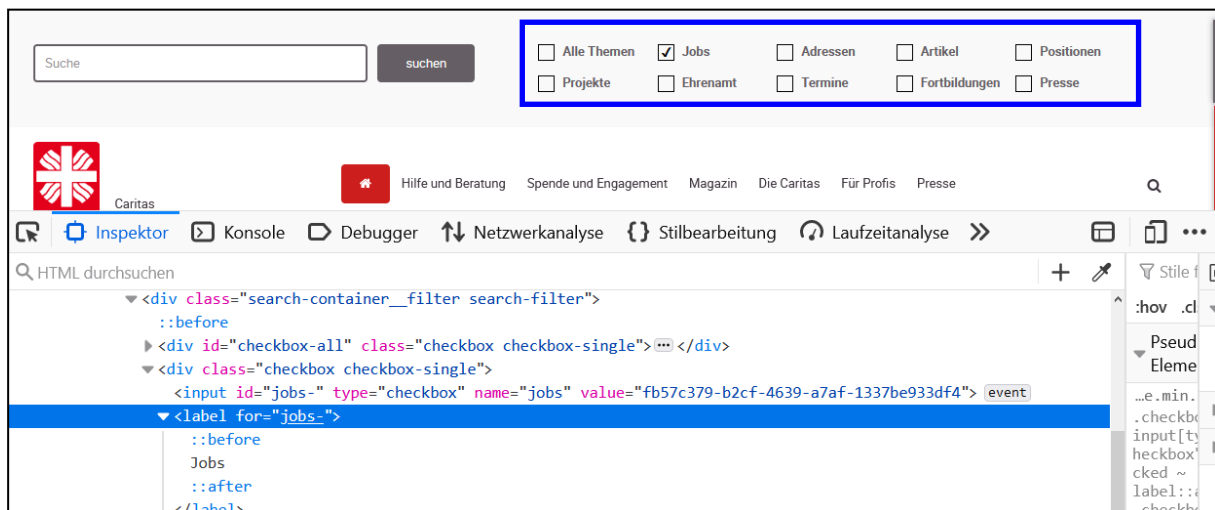 Suche suchen
Alle Themen Jobs Adressen Artikel Positionen
Projekte Ehrenamt Termine Fortbildungen Presse
Caritas Hilfe und Beratung Spende und Engagement Magazin Die Caritas Für Profis Presse
Inspektor Konsole Debugger Netzwerkanalyse {} Stilbearbeitung Laufzeitanalyse
HTML durchsuchen + Stile f
<div class="search-container__filter search-filter"> :hov .cl
::before
<div id="checkbox-all" class="checkbox checkbox-single"> </div> Pseud
<div class="checkbox checkbox-single"> Eleme
<input id="jobs-" type="checkbox" name="jobs" value="fb57c379-b2cf-4639-a7af-1337be933df4"> event
…e.min.
<label for="jobs-"> .checkbo
::before input[ty
Jobs heckbox"
cked ~
::after label::a
</label>